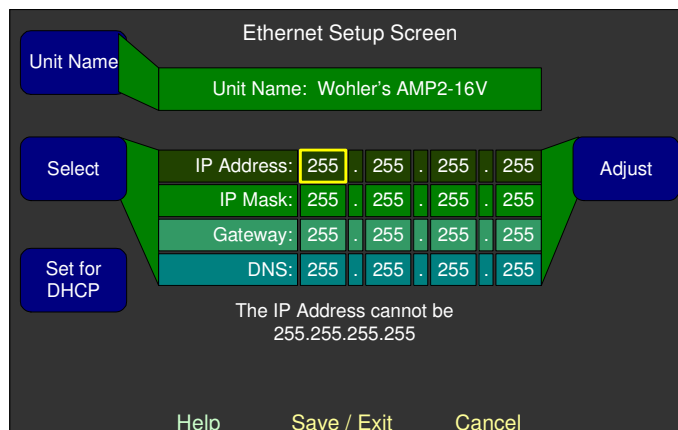 Ethernet Setup Screen
Unit Name
Unit Name: Wohler's AMP2-16V
Select
IP Address: 255 . 255 . 255 . 255
Adjust
IP Mask: 255 . 255 . 255 . 255
Gateway: 255 . 255 . 255 . 255
Set for
DHCP
DNS: 255 . 255 . 255 . 255
The IP Address cannot be
255.255.255.255
Help Save / Exit Cancel